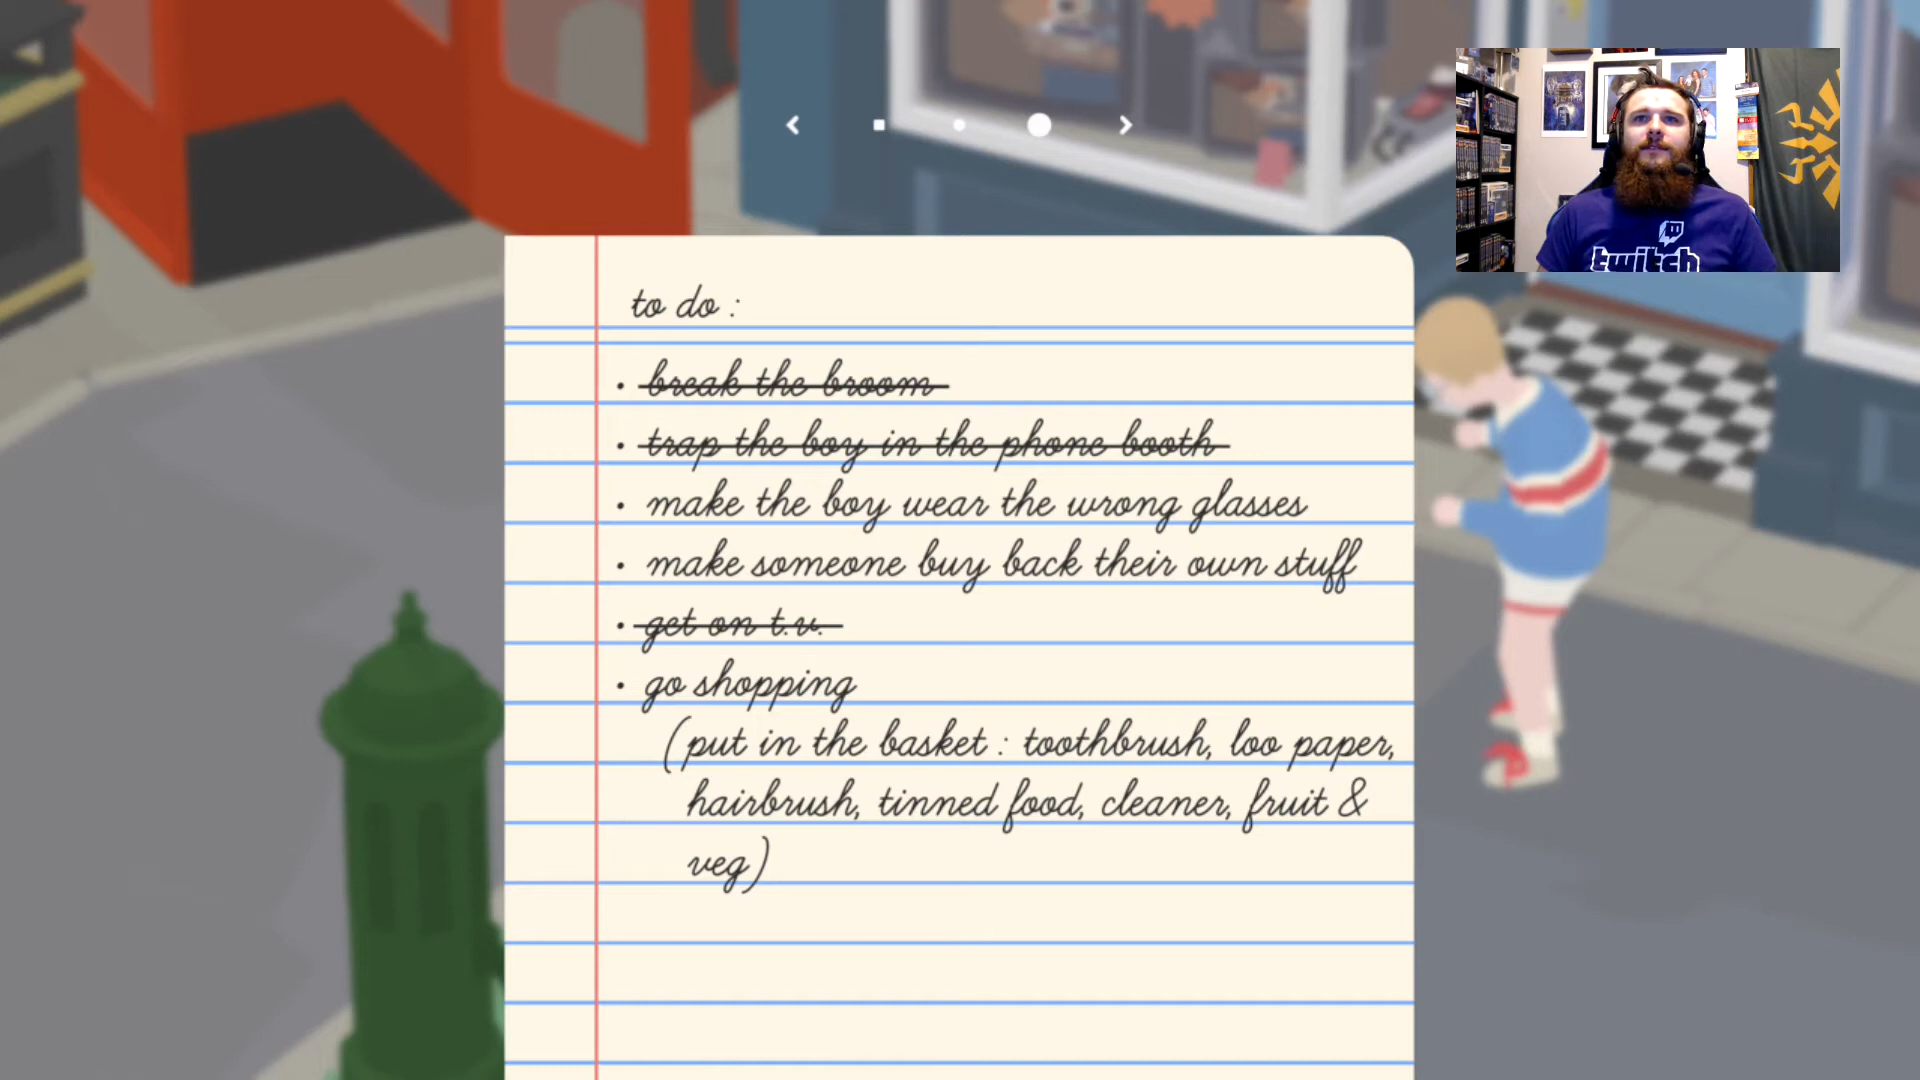 to do :
• break the broom
• trap the boy in the phone booth
• make the boy wear the wrong glasses
• make someone buy back their own stuff
• get on t.v.
• go shopping
(put in the basket : toothbrush, loo paper,
hairbrush, tinned food, cleaner, fruit &
veg)
twitch